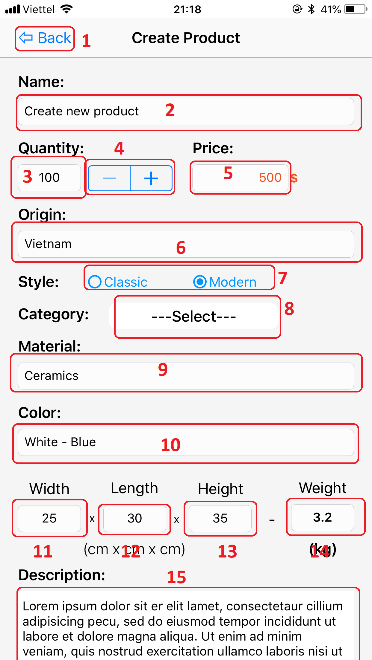 Viettel 21:18 41%
Back 1 Create Product
Name:
Create new product 2
Quantity: 4 Price:
3 100 − + 5 500 $
Origin:
Vietnam 6
Style: Classic Modern 7
Category: ---Select--- 8
Material:
Ceramics 9
Color:
White - Blue 10
Width Length Height Weight
25 x 30 x 35 - 3.2
11 (cm x cm x cm) 12 13 (kg) 14
Description: 15
Lorem ipsum dolor sit er elit lamet, consectetaur cillium
adipisicing pecu, sed do eiusmod tempor incididunt ut
labore et dolore magna aliqua. Ut enim ad minim
veniam, quis nostrud exercitation ullamco laboris nisi ut